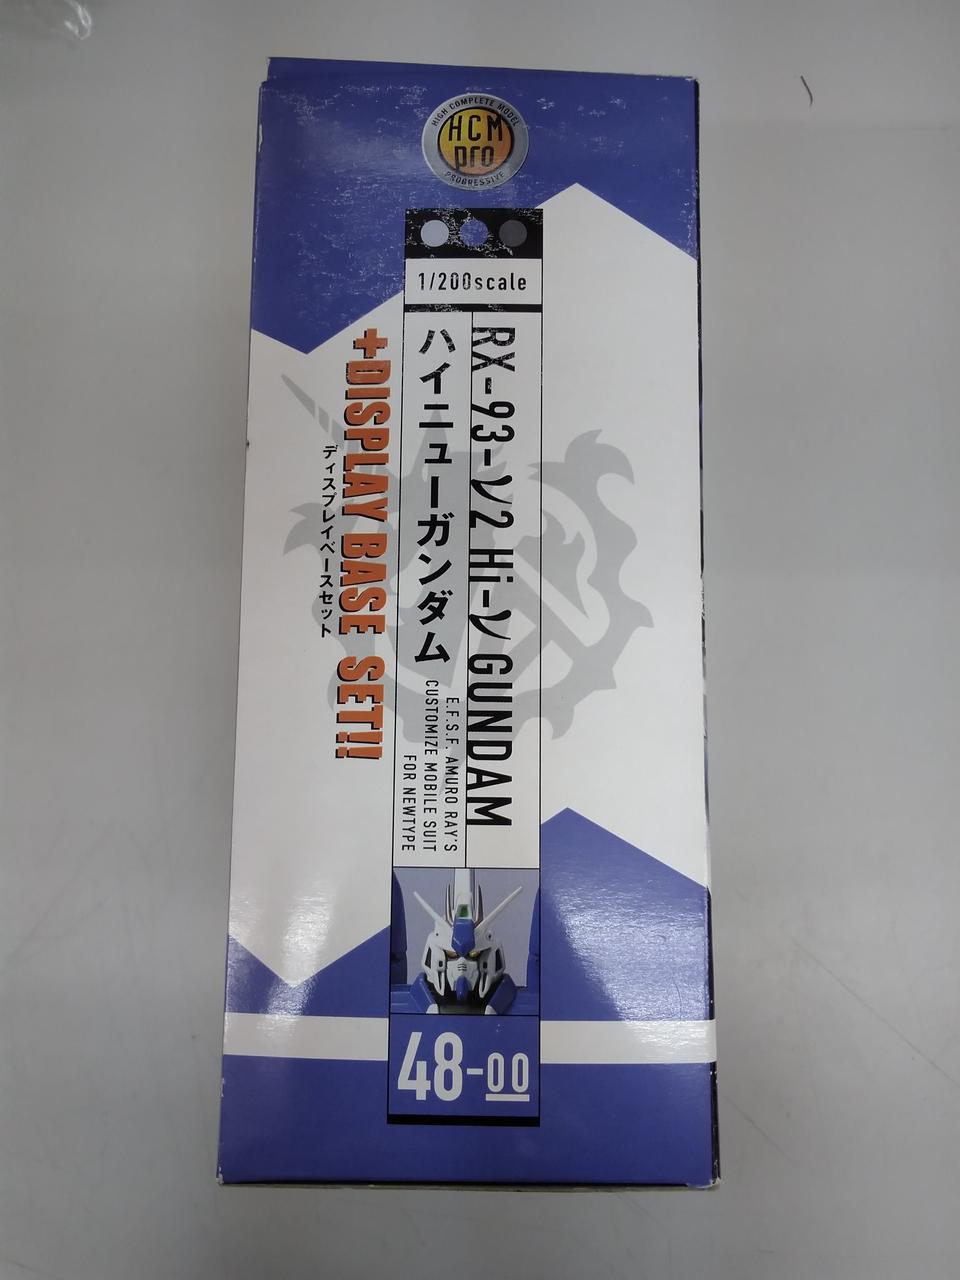 HIGH COMPLETE MODEL
HCM
pro
PROGRESSIVE
1/200scale
RX-93-ν2 Hi-ν GUNDAM
ハイニューガンダム
E.F.S.F. AMURO RAY'S
CUSTOMIZE MOBILE SUIT
FOR NEWTYPE
+DISPLAY BASE SET!!
ディスプレイベースセット
48-00